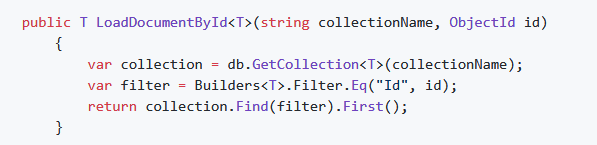 public T LoadDocumentById<T>(string collectionName, ObjectId id)
{
var collection = db.GetCollection<T>(collectionName);
var filter = Builders<T>.Filter.Eq("Id", id);
return collection.Find(filter).First();
}